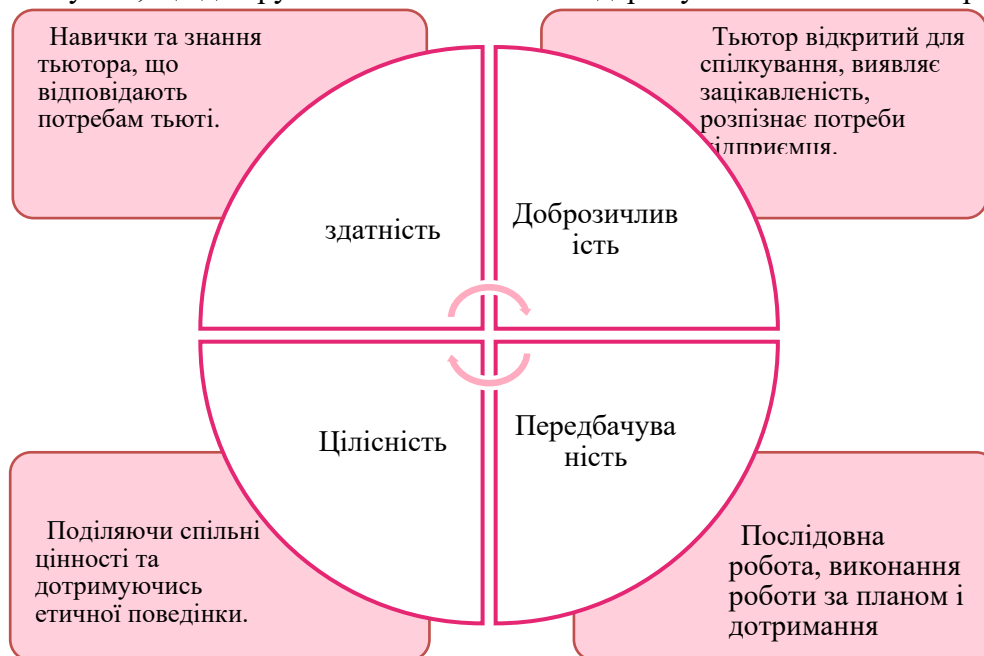 Навички та знання
тьютора, що
відповідають
потребам тьюті.
Тьютор відкритий для
спілкування, виявляє
зацікавленість,
розпізнає потреби
підприємця.
здатність
Доброзичлив
ість
Цілісність
Передбачува
ність
Поділяючи спільні
цінності та
дотримуючись
етичної поведінки.
Послідовна
робота, виконання
роботи за планом і
дотримання